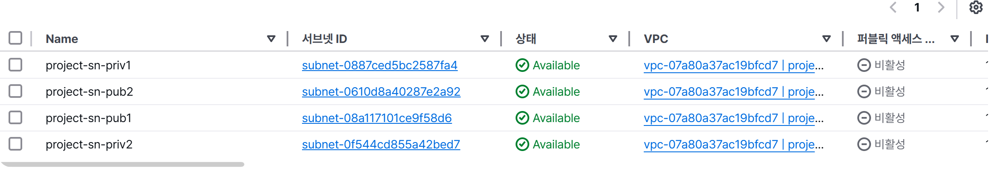 1
Name 서브넷 ID 상태 VPC 퍼블릭 액세스 ...
project-sn-priv1 subnet-0887ced5bc2587fa4 Available vpc-07a80a37ac19bfcd7 | proje... 비활성
project-sn-pub2 subnet-0610d8a40287e2a92 Available vpc-07a80a37ac19bfcd7 | proje... 비활성
project-sn-pub1 subnet-08a117101ce9f58d6 Available vpc-07a80a37ac19bfcd7 | proje... 비활성
project-sn-priv2 subnet-0f544cd855a42bed7 Available vpc-07a80a37ac19bfcd7 | proje... 비활성